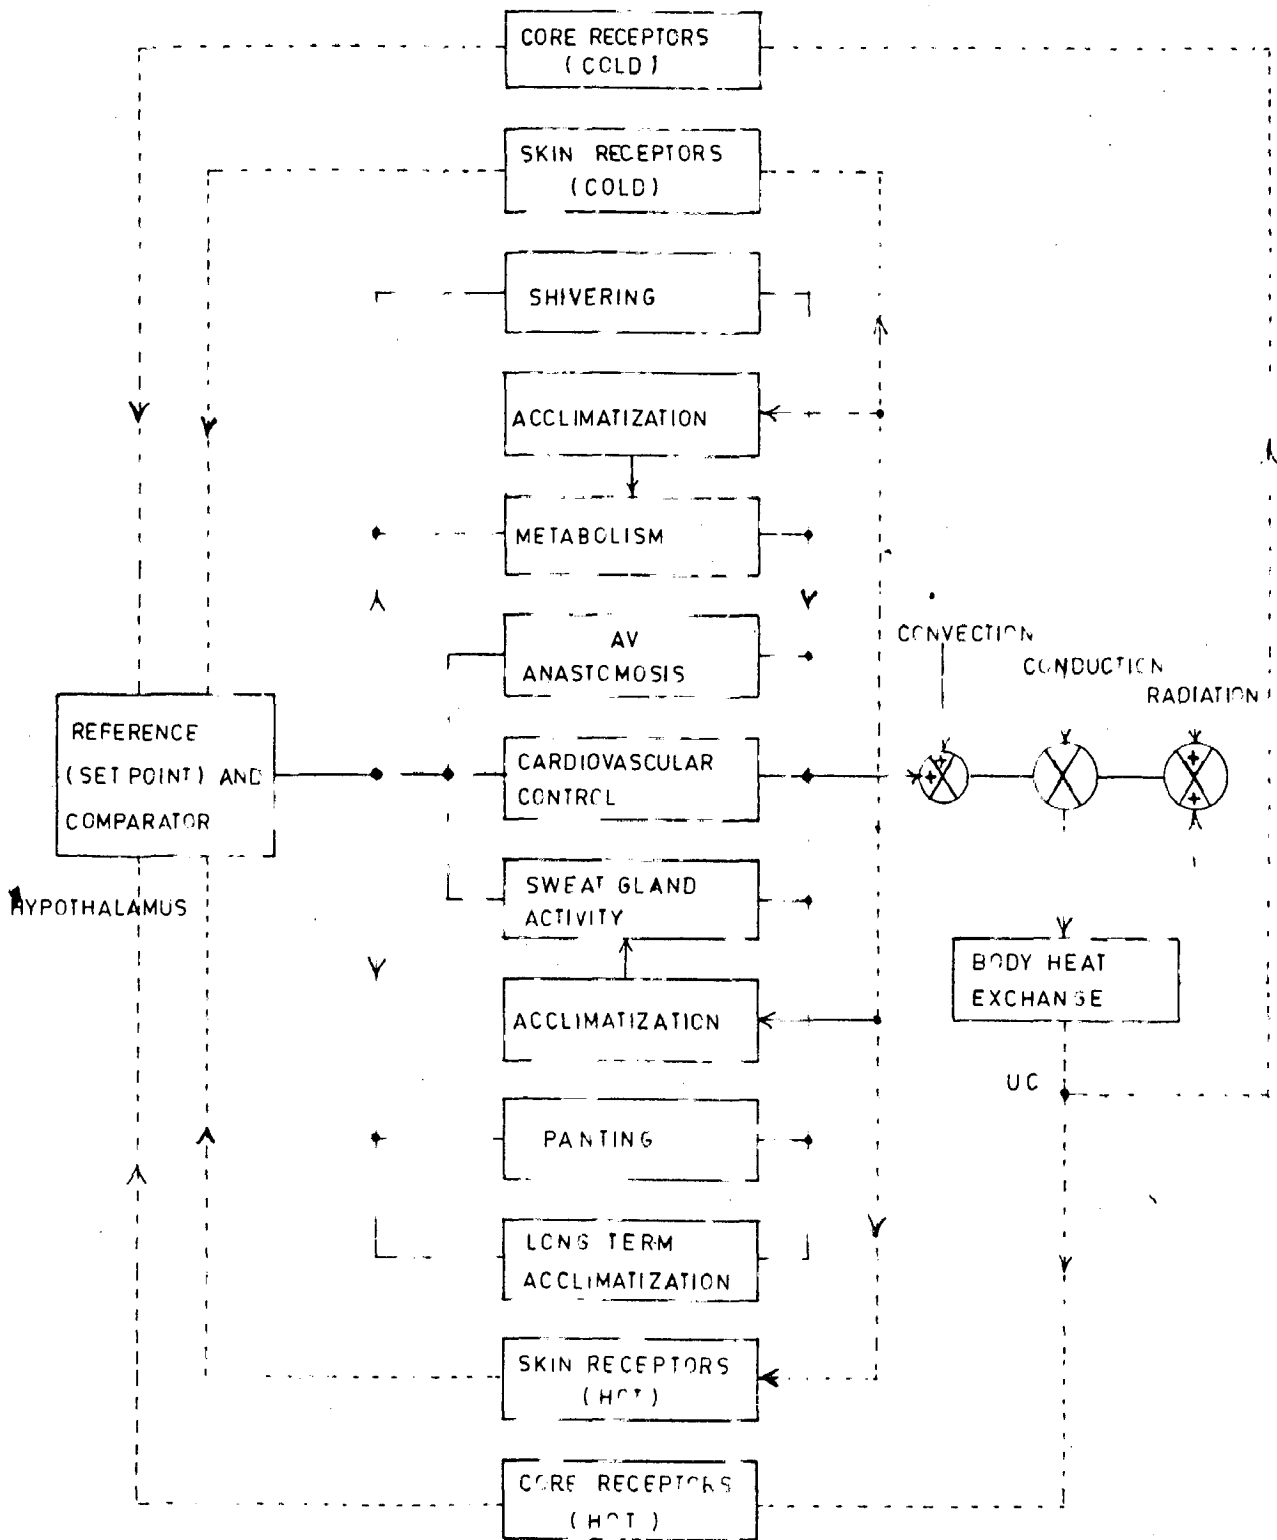 CORE RECEPTORS
(COLD)
SKIN RECEPTORS
(COLD)
SHIVERING
ACCLIMATIZATION
METABOLISM
AV
ANASTOMOSIS
CONVECTION
CONDUCTION
RADIATION
REFERENCE
(SET POINT) AND
COMPARATOR
CARDIOVASCULAR
CONTROL
+ +
+
+
HYPOTHALAMUS
SWEAT GLAND
ACTIVITY
BODY HEAT
EXCHANGE
ACCLIMATIZATION
UC
PANTING
LONG TERM
ACCLIMATIZATION
SKIN RECEPTORS
(HOT)
CORE RECEPTORS
(HOT)